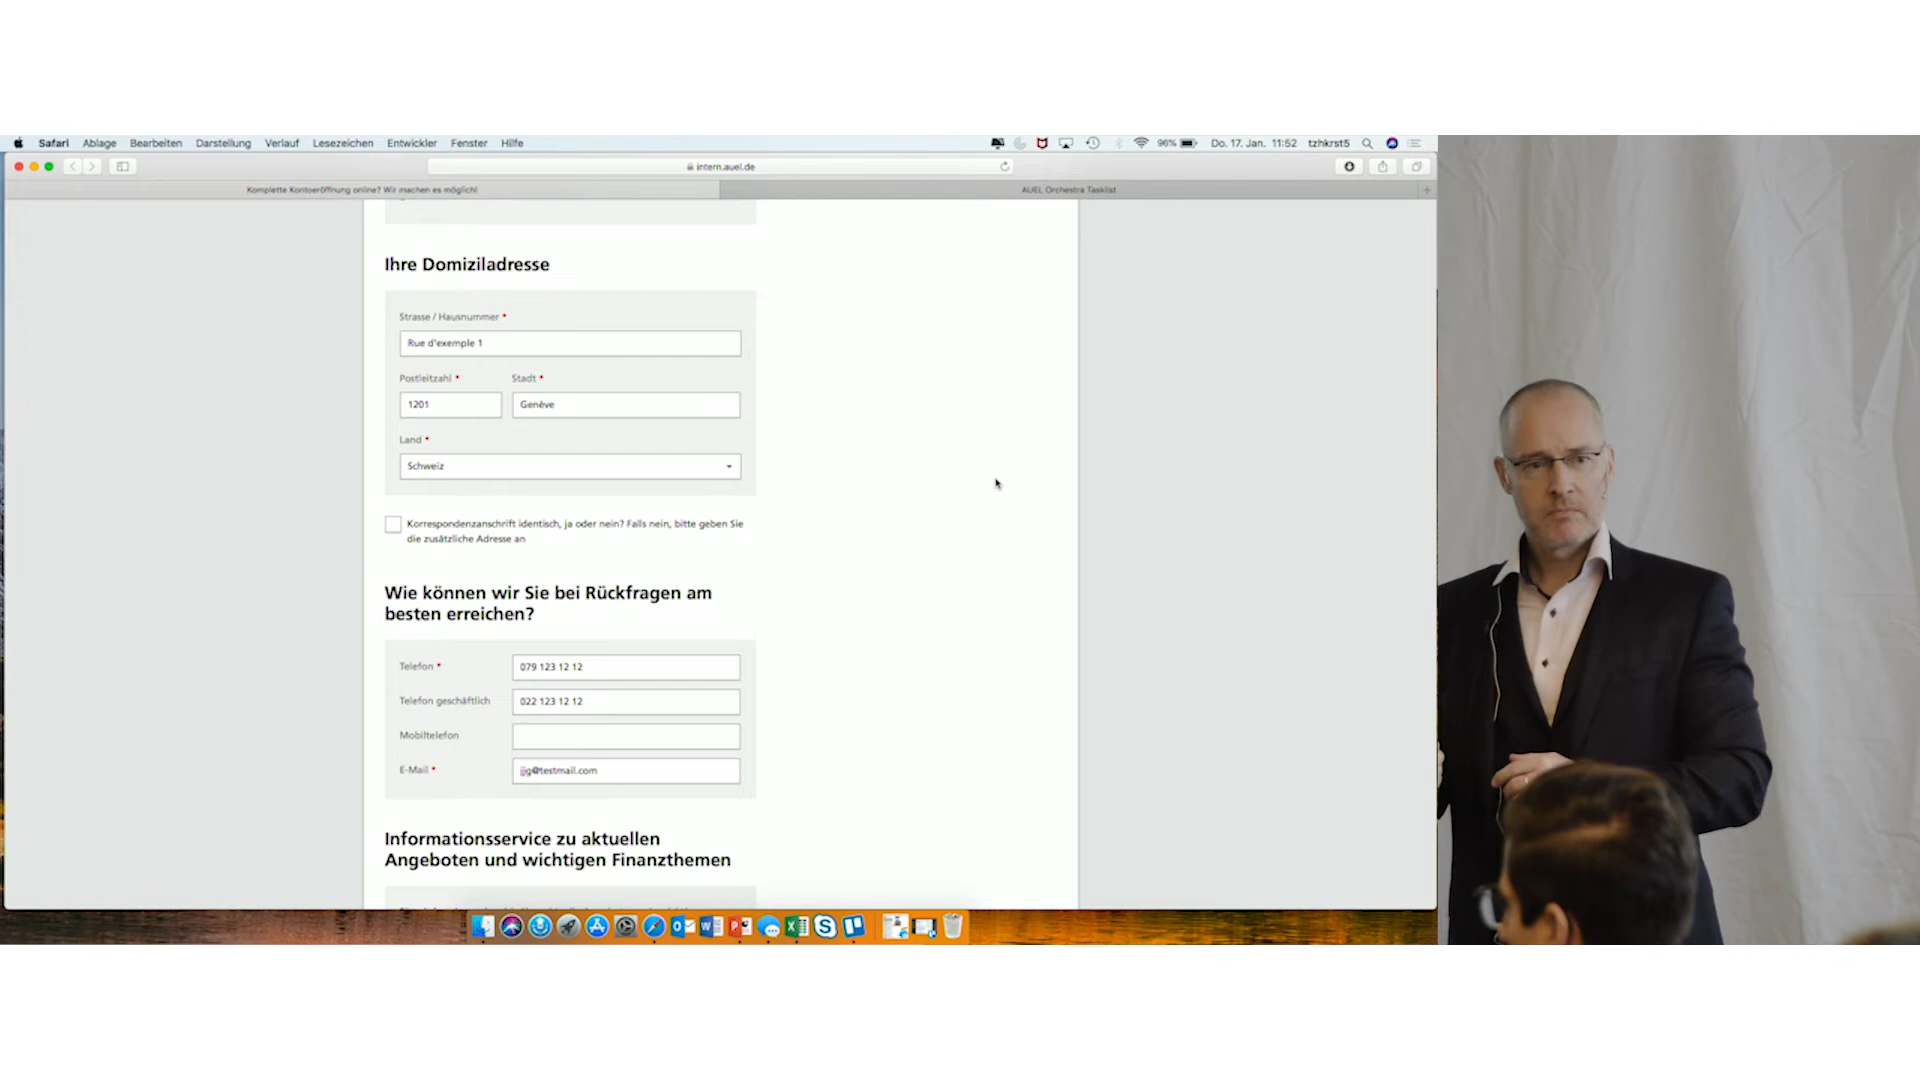 Safari Ablage Bearbeiten Darstellung Verlauf Lesezeichen Entwickler Fenster Hilfe 96% Do. 17. Jan. 11:52 tzhkrst5
intern.auel.de
Komplette Kontoeröffnung online? Wir machen es möglich! AUEL Orchestra Tasklist
Ihre Domiziladresse
Strasse / Hausnummer *
Rue d'exemple 1
Postleitzahl * Stadt *
1201 Genève
Land *
Schweiz
Korrespondenzanschrift identisch, ja oder nein? Falls nein, bitte geben Sie
die zusätzliche Adresse an
Wie können wir Sie bei Rückfragen am
besten erreichen?
Telefon * 079 123 12 12
Telefon geschäftlich 022 123 12 12
Mobiltelefon
E-Mail * jjg@testmail.com
Informationsservice zu aktuellen
Angeboten und wichtigen Finanzthemen